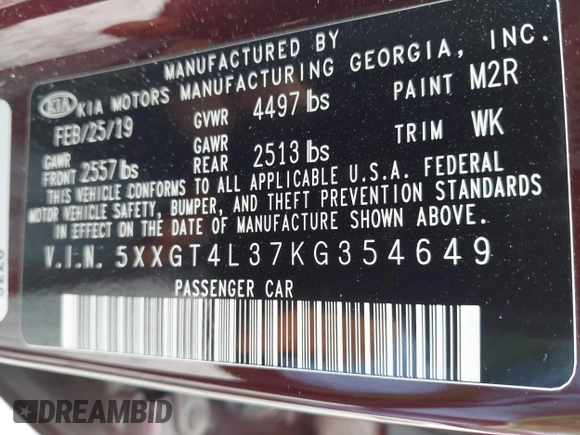 MANUFACTURED BY
KIA KIA MOTORS MANUFACTURING GEORGIA, INC.
FEB/25/19 GVWR 4497 lbs PAINT M2R
GAWR FRONT 2557 lbs GAWR REAR 2513 lbs TRIM WK
THIS VEHICLE CONFORMS TO ALL APPLICABLE U.S.A. FEDERAL
MOTOR VEHICLE SAFETY, BUMPER, AND THEFT PREVENTION STANDARDS
IN EFFECT ON THE DATE OF MANUFACTURE SHOWN ABOVE.
V.I.N. 5XXGT4L37KG354649
PASSENGER CAR
DREAMBID